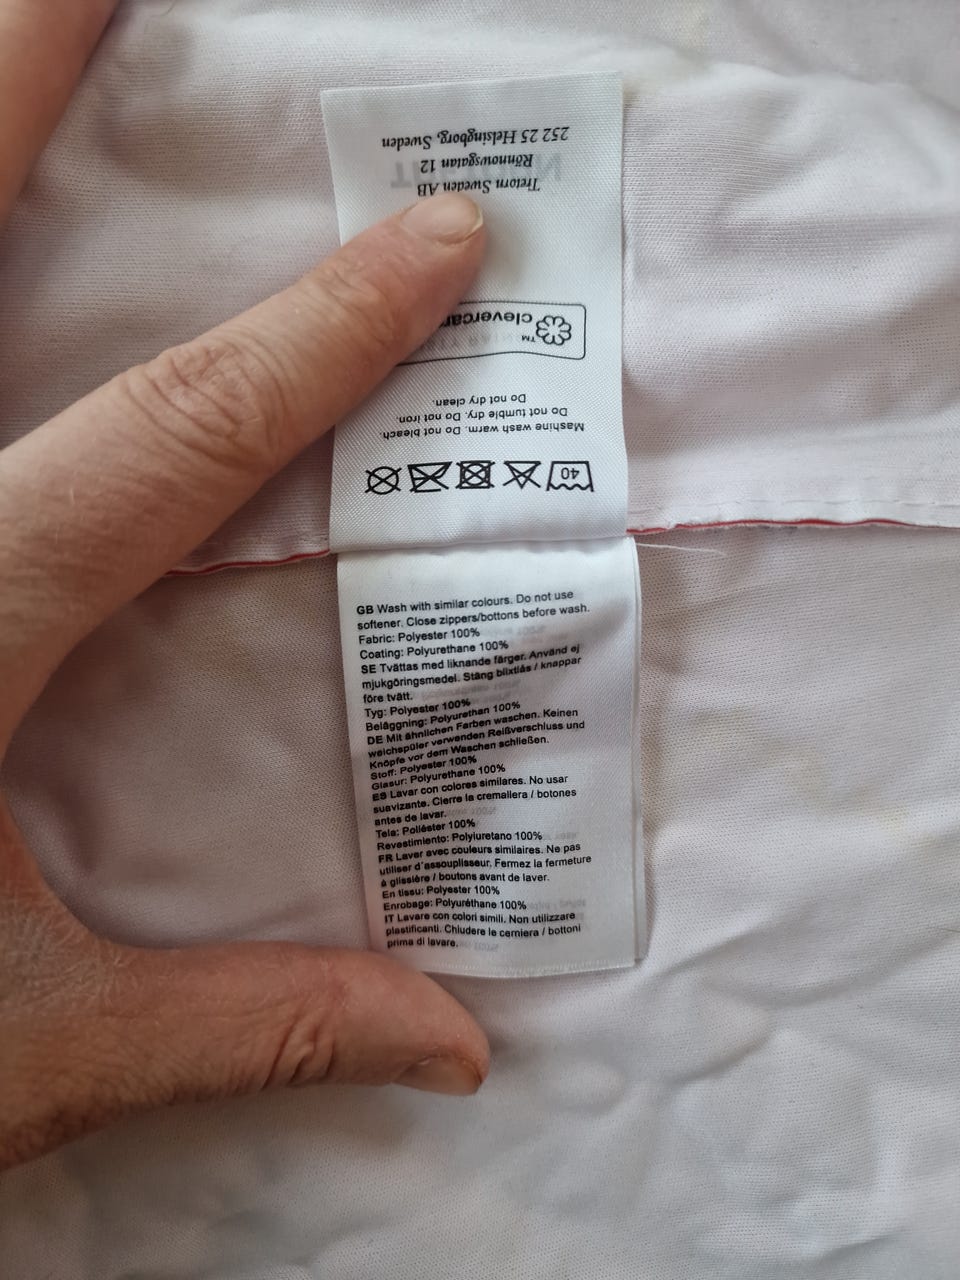 Tretorn Sweden AB
Rönnowsgatan 12
252 25 Helsingborg, Sweden
clevercare
™
40
Mashine wash warm. Do not bleach.
Do not tumble dry. Do not iron.
Do not dry clean.
GB Wash with similar colours. Do not use
softener. Close zippers/bottons before wash.
Fabric: Polyester 100%
Coating: Polyurethane 100%
SE Tvättas med liknande färger. Använd ej
mjukgöringsmedel. Stäng blixtlås / knappar
före tvätt.
Tyg: Polyester 100%
Beläggning: Polyurethan 100%
DE Mit ähnlichen Farben waschen. Keinen
weichspüler verwenden Reißverschluss und
Knöpfe vor dem Waschen schließen.
Stoff: Polyester 100%
Glasur: Polyurethane 100%
ES Lavar con colores similares. No usar
suavizante. Cierre la cremallera / botones
antes de lavar.
Tela: Poliéster 100%
Revestimiento: Polyiuretano 100%
FR Laver avec couleurs similaires. Ne pas
utiliser d'assouplisseur. Fermez la fermeture
à glissière / boutons avant de laver.
En tissu: Polyester 100%
Enrobage: Polyuréthane 100%
IT Lavare con colori simili. Non utilizzare
plastificanti. Chiudere le cerniera / bottoni
prima di lavare.